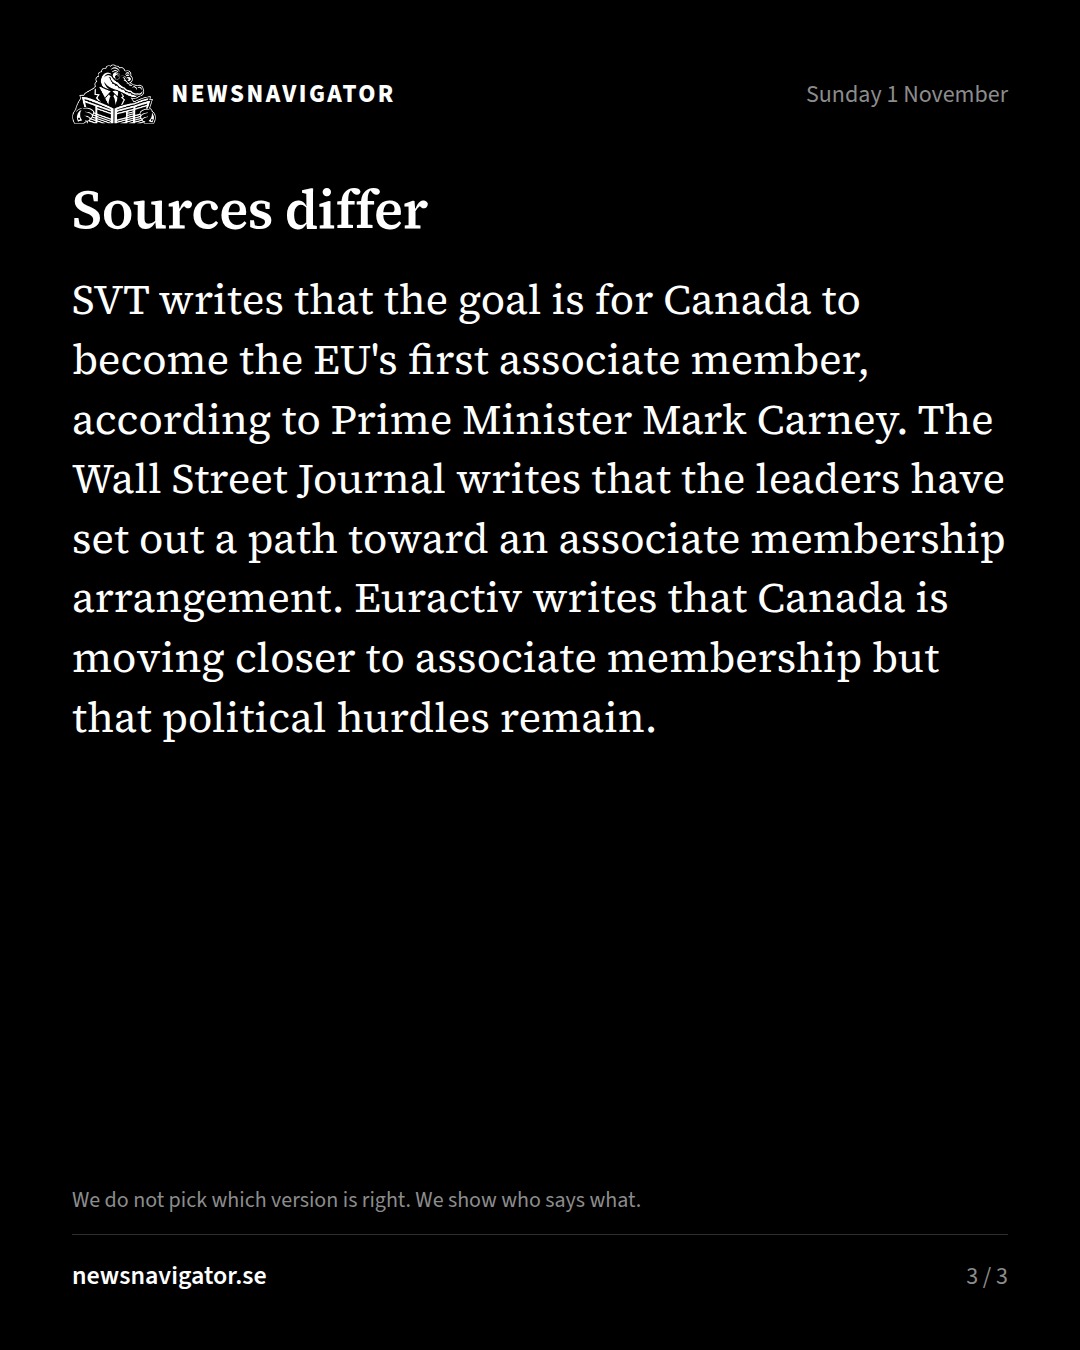 NEWSNAVIGATOR
Sunday 1 November
Sources differ
SVT writes that the goal is for Canada to
become the EU's first associate member,
according to Prime Minister Mark Carney. The
Wall Street Journal writes that the leaders have
set out a path toward an associate membership
arrangement. Euractiv writes that Canada is
moving closer to associate membership but
that political hurdles remain.
We do not pick which version is right. We show who says what.
newsnavigator.se
3 / 3